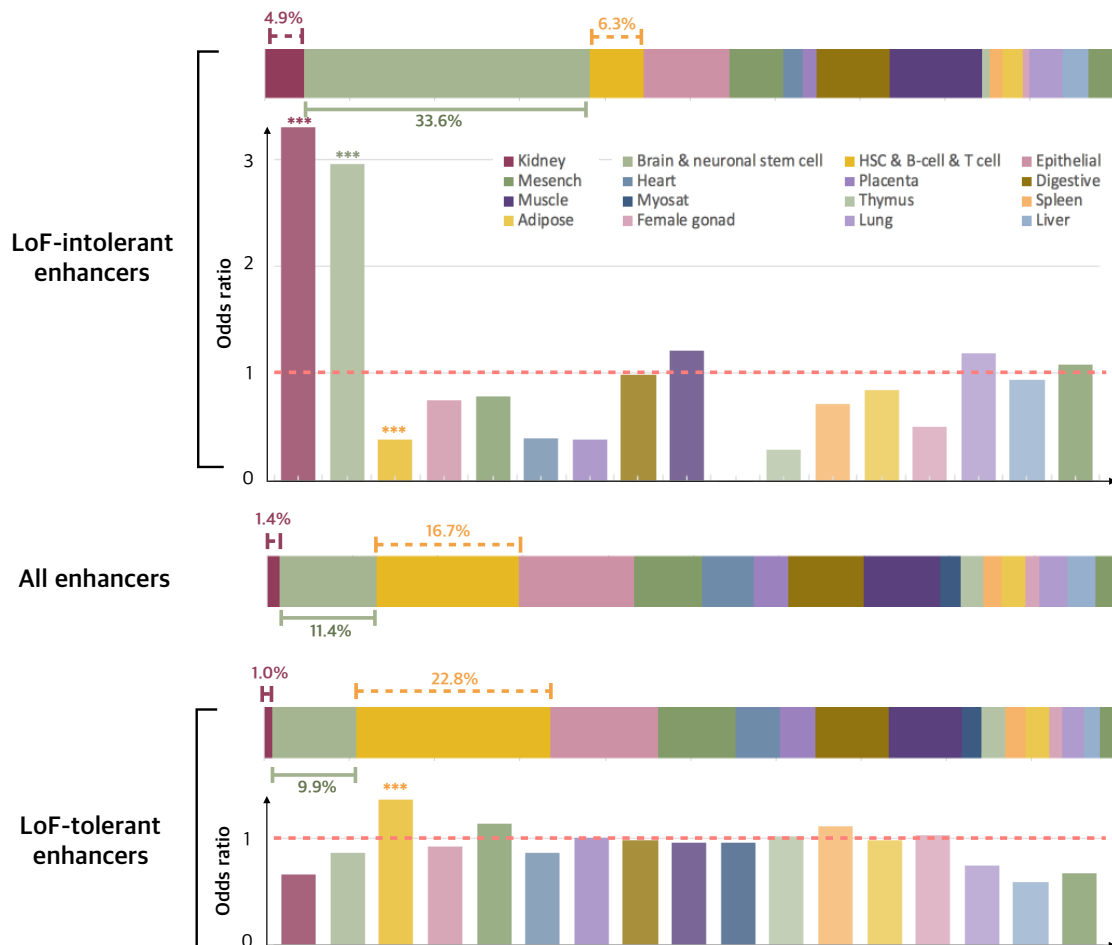 4.9%
6.3%
33.6%
*** ***
3
Kidney Brain & neuronal stem cell HSC & B-cell & T cell Epithelial
Mesench Heart Placenta Digestive
Muscle Myosat Thymus Spleen
Adipose Female gonad Lung Liver
LoF-intolerant
enhancers
Odds ratio
2
1
***
0
1.4%
16.7%
All enhancers
11.4%
1.0%
22.8%
9.9%
***
LoF-tolerant
enhancers
Odds ratio
1
0